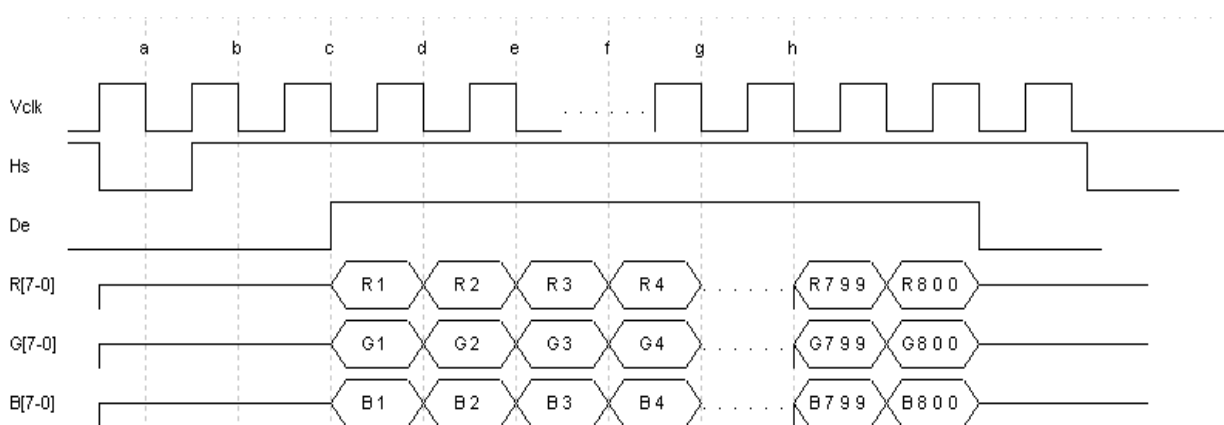 a b c d e f g h
Vclk
Hs
De
R[7-0] R1 R2 R3 R4 R799 R800
G[7-0] G1 G2 G3 G4 G799 G800
B[7-0] B1 B2 B3 B4 B799 B800